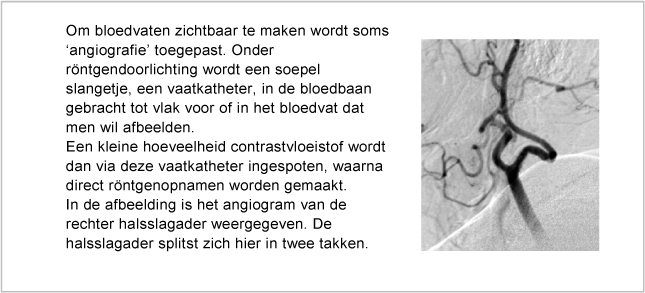 Om bloedvaten zichtbaar te maken wordt soms
‘angiografie’ toegepast. Onder
röntgendoorlichting wordt een soepel
slangetje, een vaatkatheter, in de bloedbaan
gebracht tot vlak voor of in het bloedvat dat
men wil afbeelden.
Een kleine hoeveelheid contrastvloeistof wordt
dan via deze vaatkatheter ingespoten, waarna
direct röntgenopnamen worden gemaakt.
In de afbeelding is het angiogram van de
rechter halsslagader weergegeven. De
halsslagader splitst zich hier in twee takken.